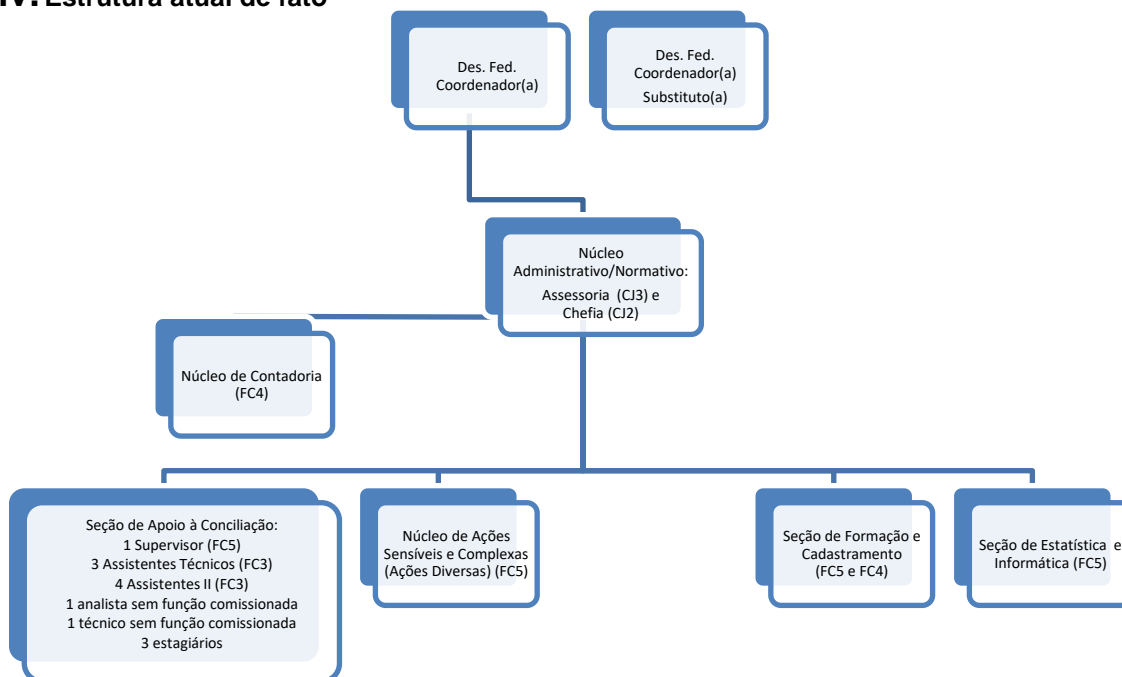 IV. Estrutura atual de fato
Des. Fed.
Coordenador(a)
Des. Fed.
Coordenador(a)
Substituto(a)
Núcleo
Administrativo/Normativo:
Assessoria (CJ3) e
Chefia (CJ2)
Núcleo de Contadoria
(FC4)
Seção de Apoio à Conciliação:
1 Supervisor (FC5)
3 Assistentes Técnicos (FC3)
4 Assistentes II (FC3)
1 analista sem função comissionada
1 técnico sem função comissionada
3 estagiários
Núcleo de Ações
Sensíveis e Complexas
(Ações Diversas) (FC5)
Seção de Formação e
Cadastramento
(FC5 e FC4)
Seção de Estatística e
Informática (FC5)